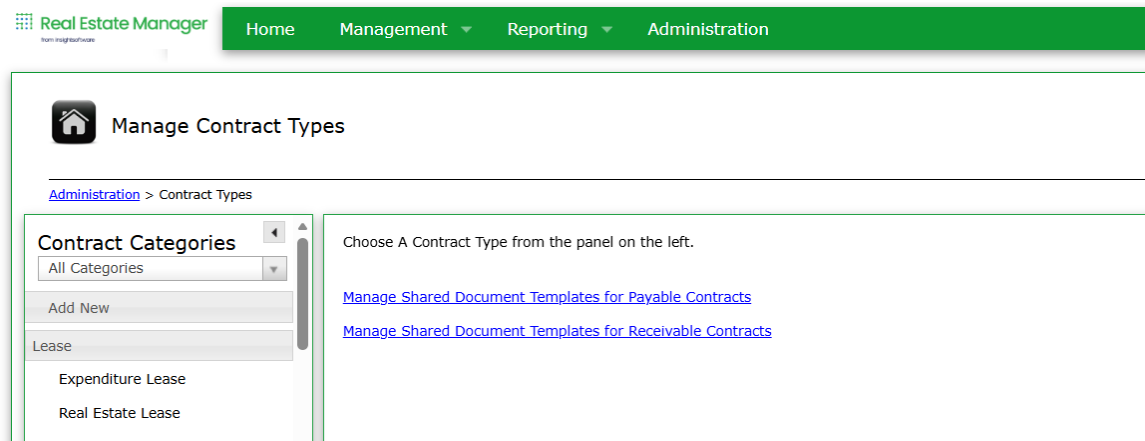 Real Estate Manager
from insightsoftware
Home Management Reporting Administration
Manage Contract Types
Administration > Contract Types
Contract Categories
All Categories
Add New
Lease
Expenditure Lease
Real Estate Lease
Choose A Contract Type from the panel on the left.
Manage Shared Document Templates for Payable Contracts
Manage Shared Document Templates for Receivable Contracts